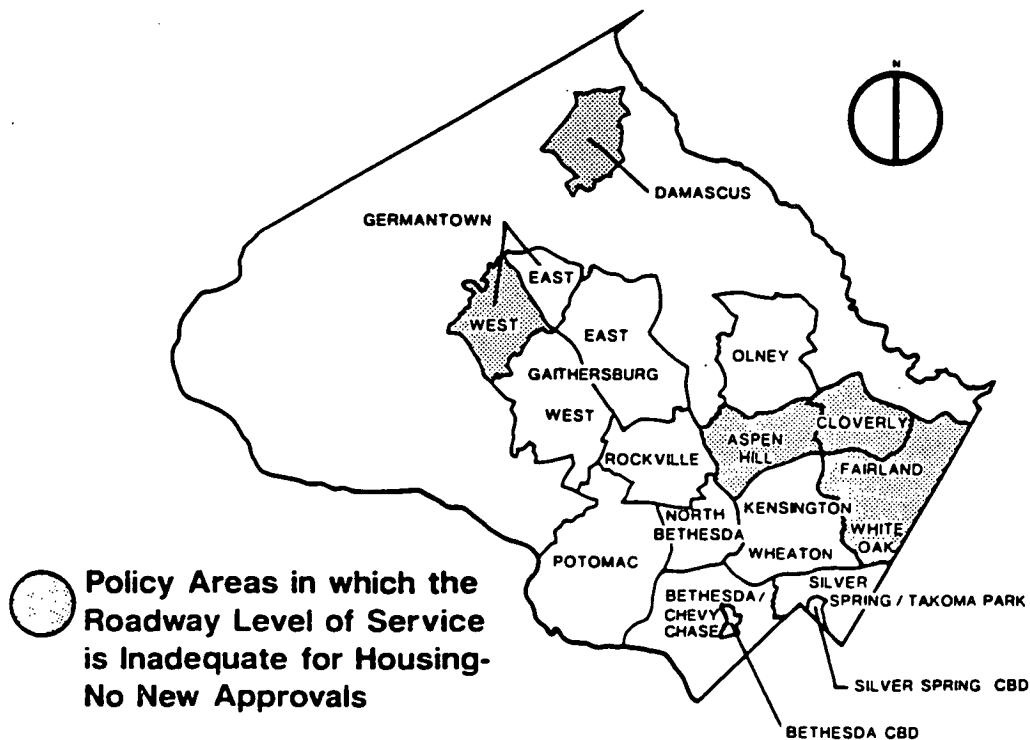 N
DAMASCUS
GERMANTOWN
EAST
WEST
EAST
OLNEY
GAITHERSBURG
WEST
CLOVERLY
ASPEN
HILL
ROCKVILLE
FAIRLAND
KENSINGTON
NORTH
BETHESDA
WHITE
OAK
WHEATON
POTOMAC
BETHESDA/
CHEVY
CHASE
SILVER
SPRING / TAKOMA PARK
Policy Areas in which the
Roadway Level of Service
is Inadequate for Housing-
No New Approvals
SILVER SPRING CBD
BETHESDA CBD